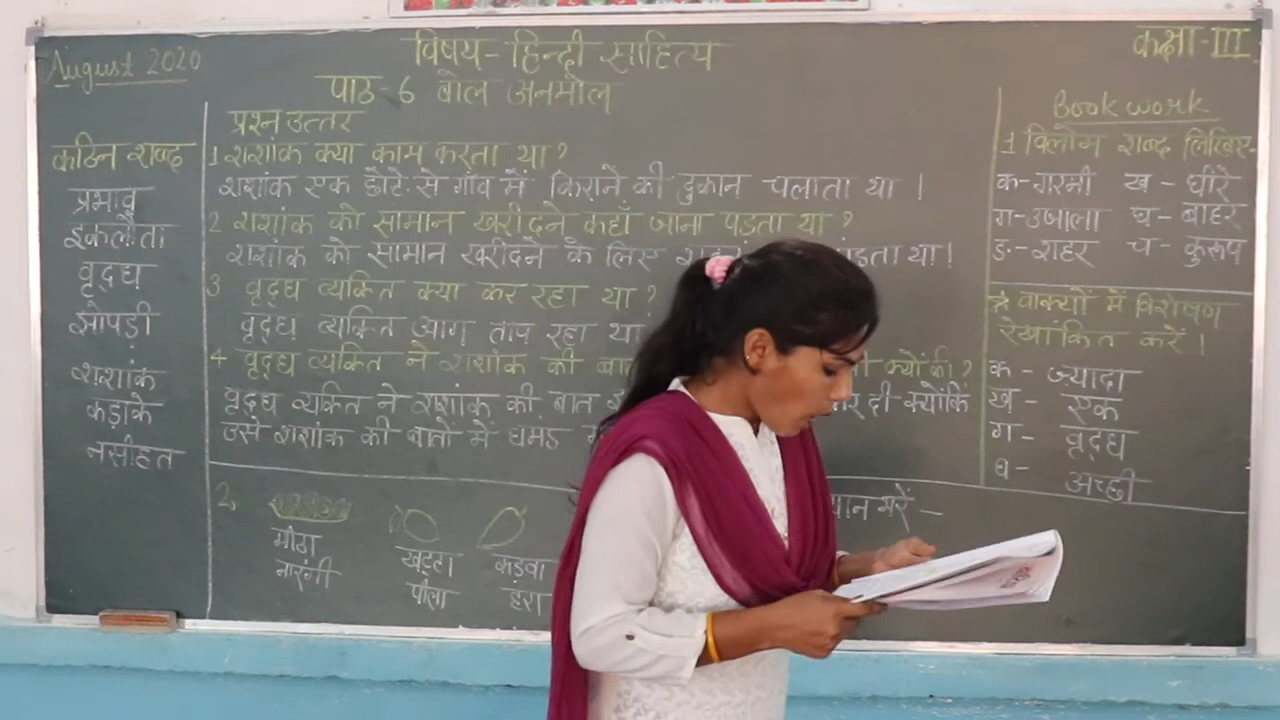 August 2020
विषय- हिन्दी साहित्य
कक्षा-III
पाठ-6 बोल अनमोल
कठिन शब्द
प्रभाव
इकलौता
वृद्ध
झोपड़ी
शशांक
कड़ाके
नसीहत
प्रश्न उत्तर
1 शशांक क्या काम करता था?
शशांक एक छोटे से गाँव में किराने की दुकान चलाता था ।
2 शशांक को सामान खरीदने कहाँ जाना पड़ता था?
शशांक को सामान खरीदने के लिए था।
3 वृद्ध व्यक्ति क्या कर रहा था?
वृद्ध व्यक्ति आग ताप रहा था
4 वृद्ध व्यक्ति ने शशांक की क्यों
वृद्ध व्यक्ति ने शशांक की बात दी क्योंकि
उसे शशांक की बातों में घमंड
2,
मीठा खट्टा कड़वा
नारंगी पीला हरा
भरें –
Book work
1 विलोम शब्द लिखिए-
क- गरमी ख - धीरे
ग- उजाला घ- बाहर
ङ- शहर च- कुरूप
* वाक्यों में विशेषण
रेखांकित करें।
क - ज्यादा
ख - एक
ग - वृद्ध
घ - अच्छी